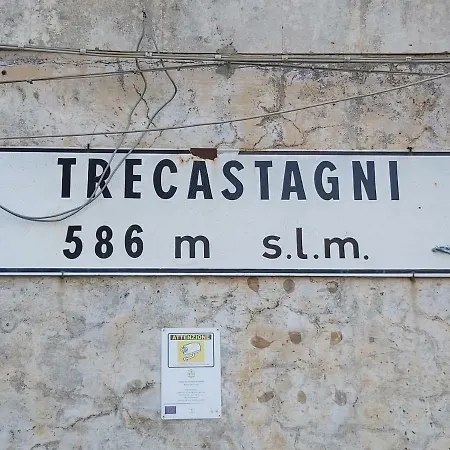 TRECASTAGNI
586 m s.l.m.
ATTENZIONE